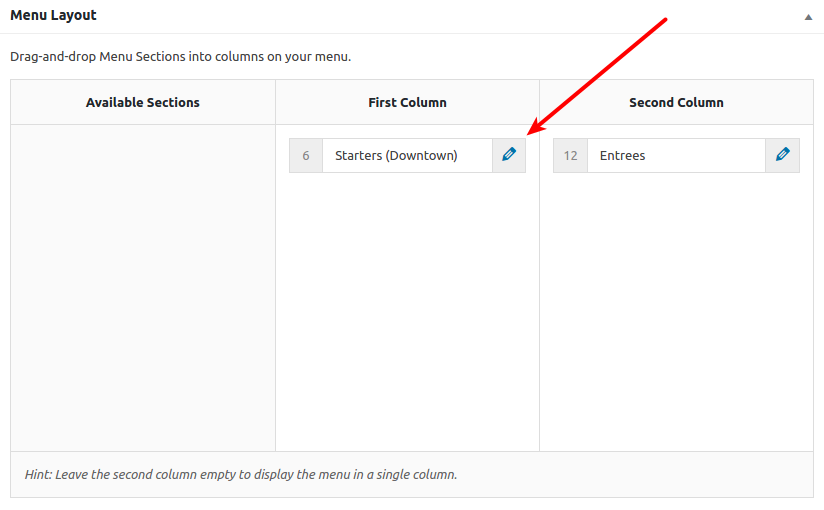 Menu Layout
Drag-and-drop Menu Sections into columns on your menu.
Available Sections
First Column
Second Column
6
Starters (Downtown)
12
Entrees
Hint: Leave the second column empty to display the menu in a single column.